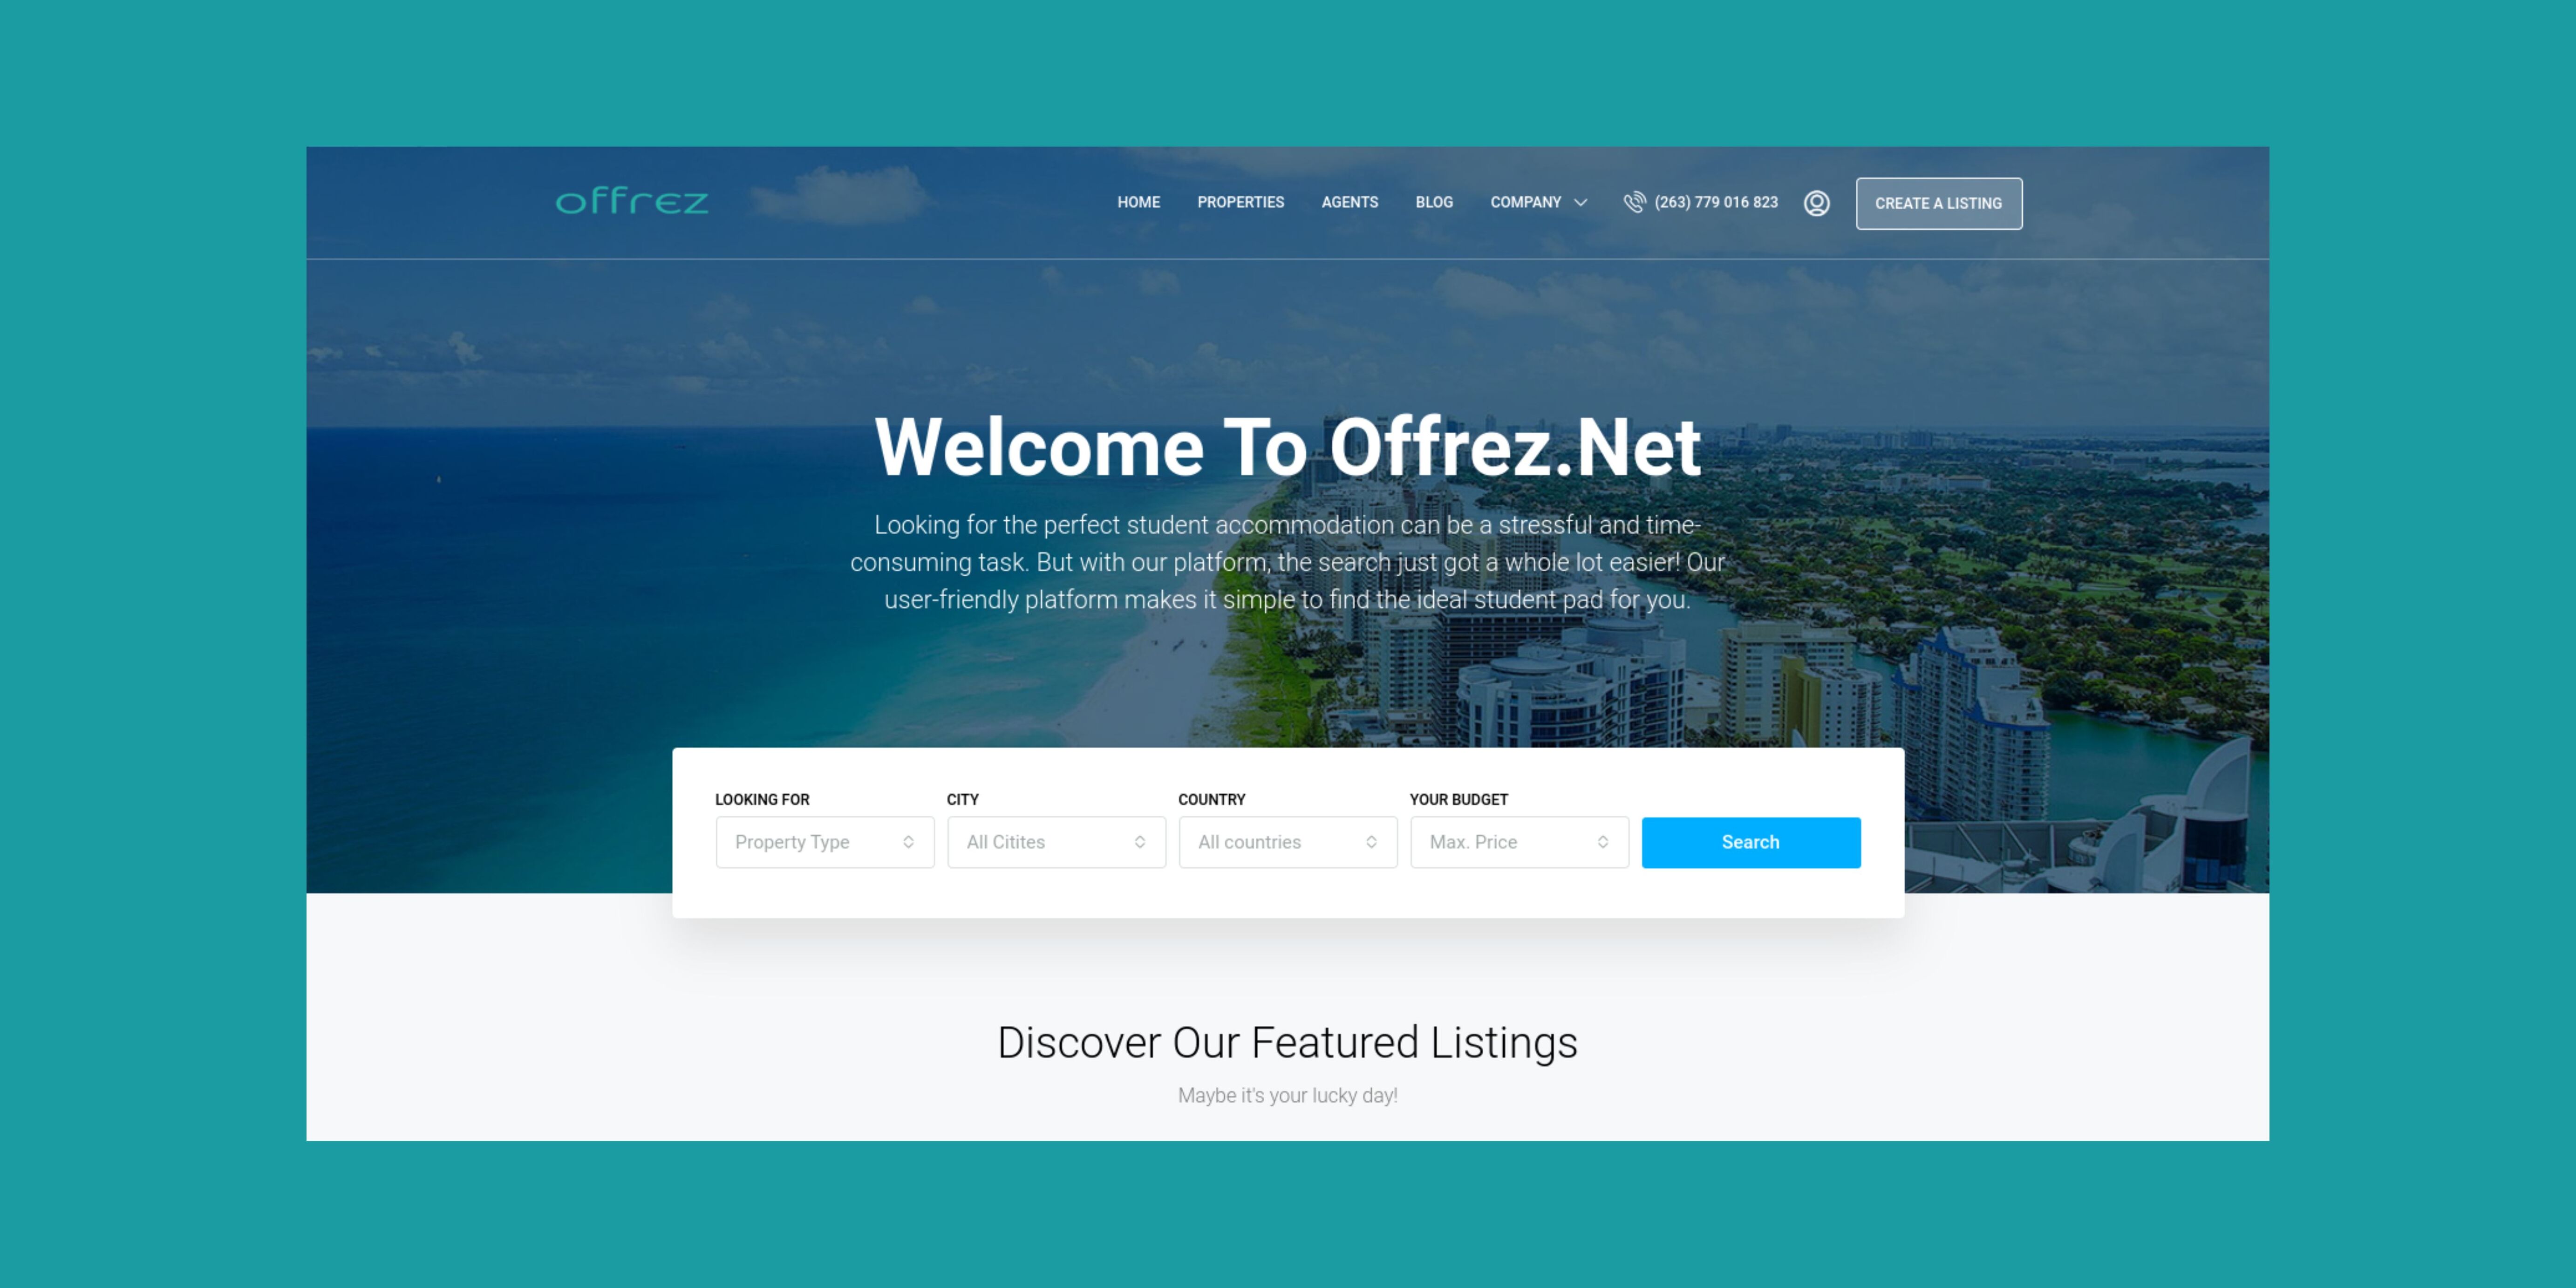 offrez
HOME PROPERTIES AGENTS BLOG COMPANY (263) 779 016 823 CREATE A LISTING
Welcome To Offrez.Net
Looking for the perfect student accommodation can be a stressful and time-
consuming task. But with our platform, the search just got a whole lot easier! Our
user-friendly platform makes it simple to find the ideal student pad for you.
LOOKING FOR CITY COUNTRY YOUR BUDGET
Property Type All Citites All countries Max. Price Search
Discover Our Featured Listings
Maybe it's your lucky day!